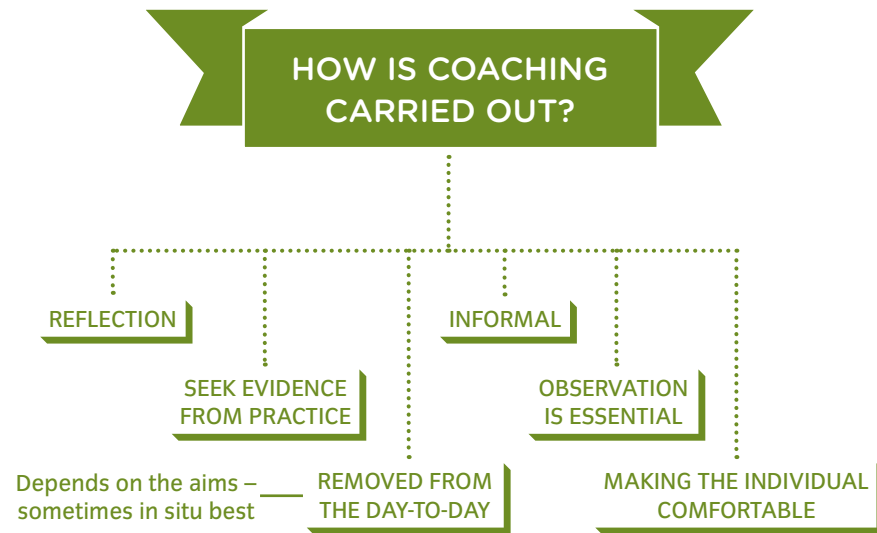 HOW IS COACHING
CARRIED OUT?
REFLECTION
INFORMAL
SEEK EVIDENCE
FROM PRACTICE
OBSERVATION
IS ESSENTIAL
Depends on the aims –
sometimes in situ best
REMOVED FROM
THE DAY-TO-DAY
MAKING THE INDIVIDUAL
COMFORTABLE